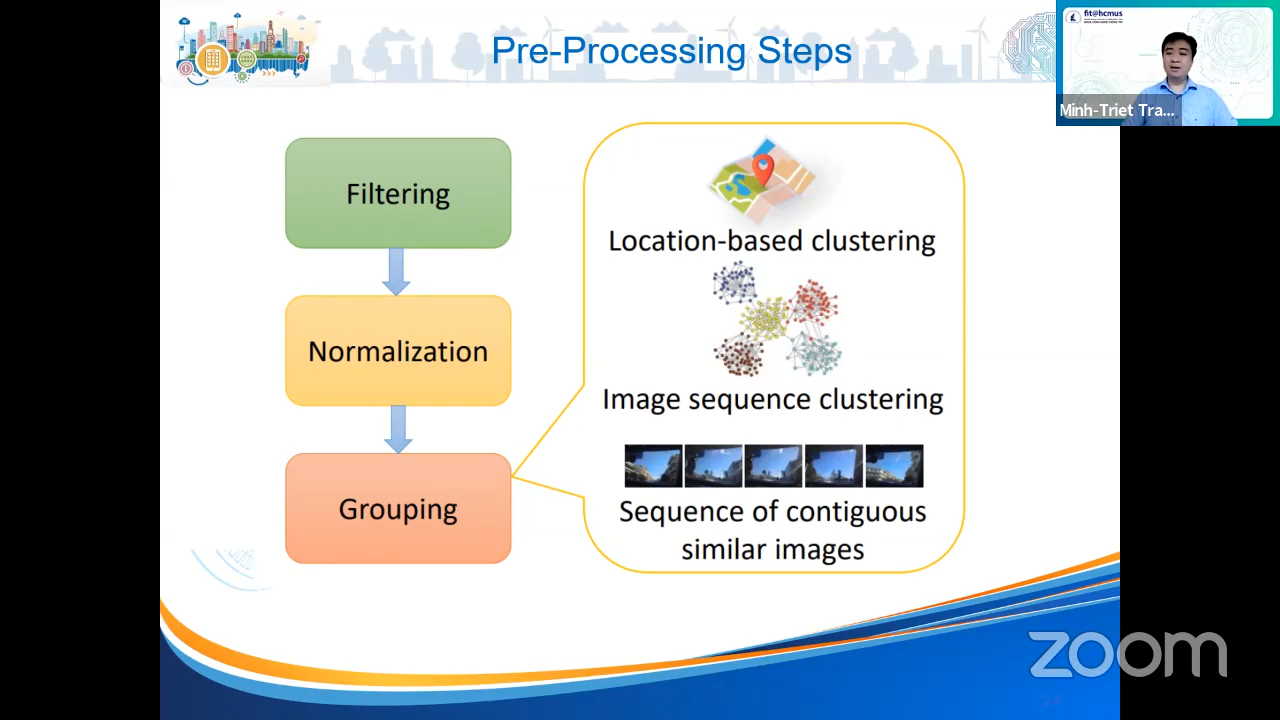 Pre-Processing Steps
fit@hcmus
Minh-Triet Tra...
Filtering
Normalization
Grouping
Location-based clustering
Image sequence clustering
Sequence of contiguous
similar images
zoom
24